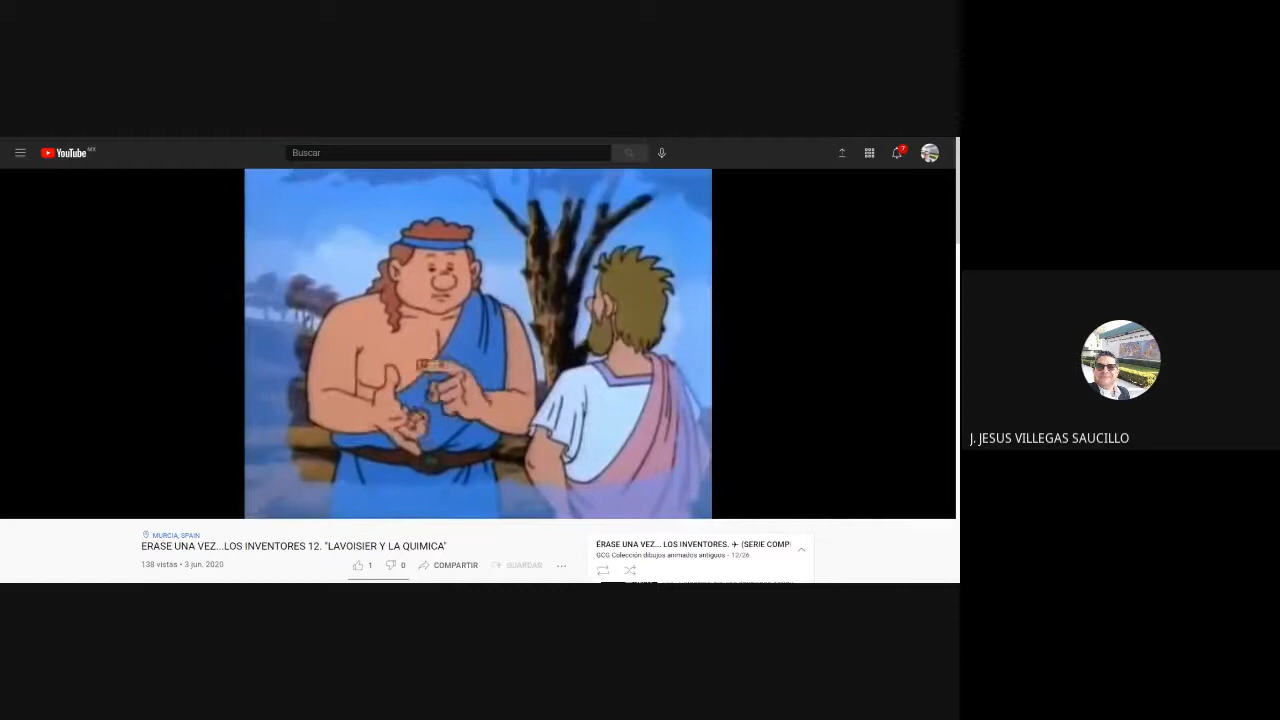 YouTube MX
Buscar
7
MURCIA, SPAIN
ERASE UNA VEZ...LOS INVENTORES 12. "LAVOISIER Y LA QUIMICA"
138 vistas • 3 jun. 2020
1
0
COMPARTIR
GUARDAR
ÉRASE UNA VEZ... LOS INVENTORES. ✈ (SERIE COMP
GCG Colección dibujos animados antiguos - 12/26
J. JESUS VILLEGAS SAUCILLO